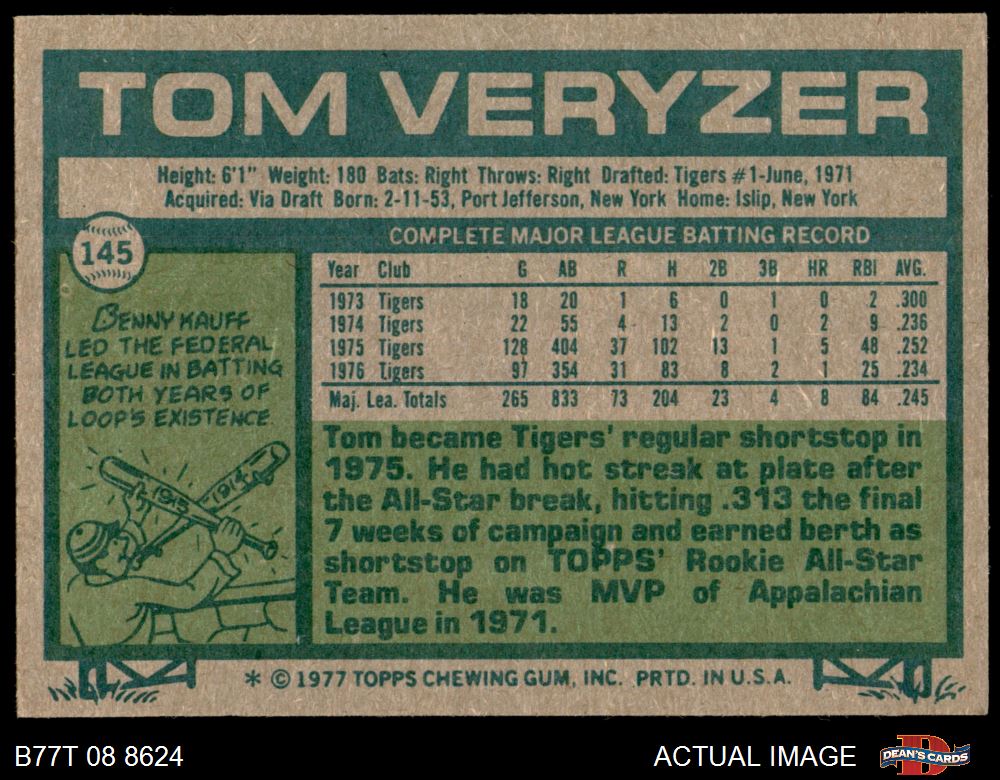 TOM VERYZER
Height: 6'1" Weight: 180 Bats: Right Throws: Right Drafted: Tigers #1-June, 1971
Acquired: Via Draft Born: 2-11-53, Port Jefferson, New York Home: Islip, New York
145
COMPLETE MAJOR LEAGUE BATTING RECORD
Year Club G AB R H 2B 3B HR RBI AVG.
1973 Tigers 18 20 1 6 0 1 0 2 .300
1974 Tigers 22 55 4 13 2 0 2 9 .236
1975 Tigers 128 404 37 102 13 1 5 48 .252
1976 Tigers 97 354 31 83 8 2 1 25 .234
Maj. Lea. Totals 265 833 73 204 23 4 8 84 .245
BENNY KAUFF
LED THE FEDERAL
LEAGUE IN BATTING
BOTH YEARS OF
LOOP'S EXISTENCE.
1915 1914
Tom became Tigers' regular shortstop in
1975. He had hot streak at plate after
the All-Star break, hitting .313 the final
7 weeks of campaign and earned berth as
shortstop on TOPPS' Rookie All-Star
Team. He was MVP of Appalachian
League in 1971.
* © 1977 TOPPS CHEWING GUM, INC. PRTD. IN U.S.A.
B77T 08 8624
ACTUAL IMAGE
D
DEAN'S CARDS